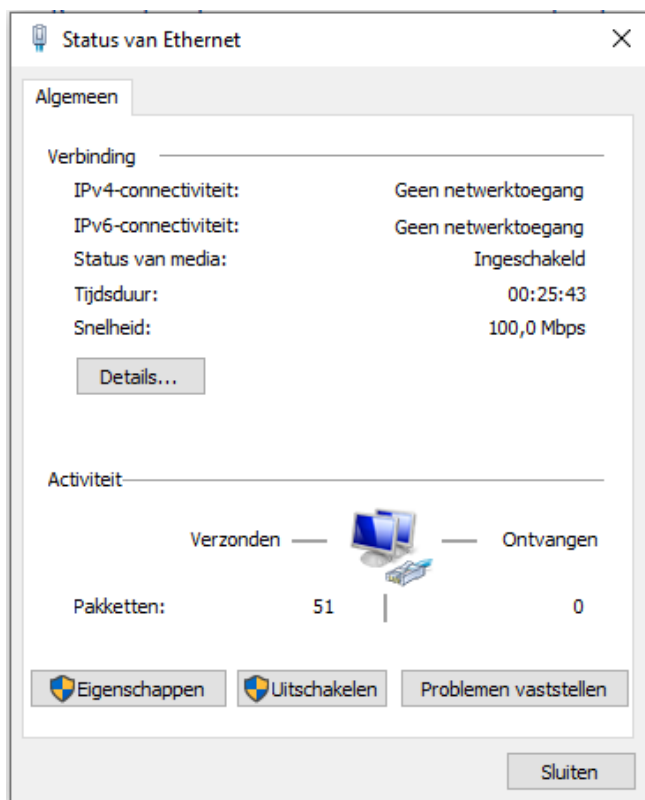 Status van Ethernet
Algemeen
Verbinding
IPv4-connectiviteit: Geen netwerktoegang
IPv6-connectiviteit: Geen netwerktoegang
Status van media: Ingeschakeld
Tijdsduur: 00:25:43
Snelheid: 100,0 Mbps
Details...
Activiteit
Verzonden Ontvangen
Pakketten: 51 0
Eigenschappen Uitschakelen Problemen vaststellen
Sluiten